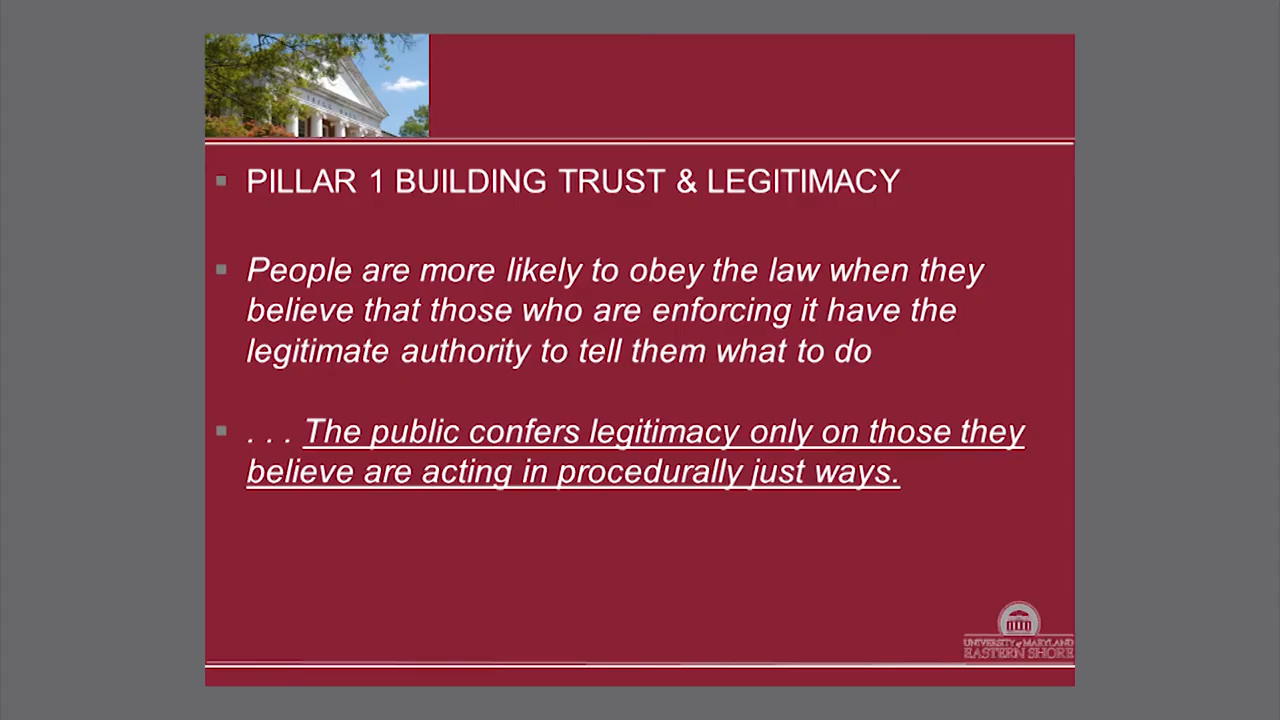 PILLAR 1 BUILDING TRUST & LEGITIMACY
People are more likely to obey the law when they
believe that those who are enforcing it have the
legitimate authority to tell them what to do
. . . The public confers legitimacy only on those they
believe are acting in procedurally just ways.
UNIVERSITY of MARYLAND
EASTERN SHORE